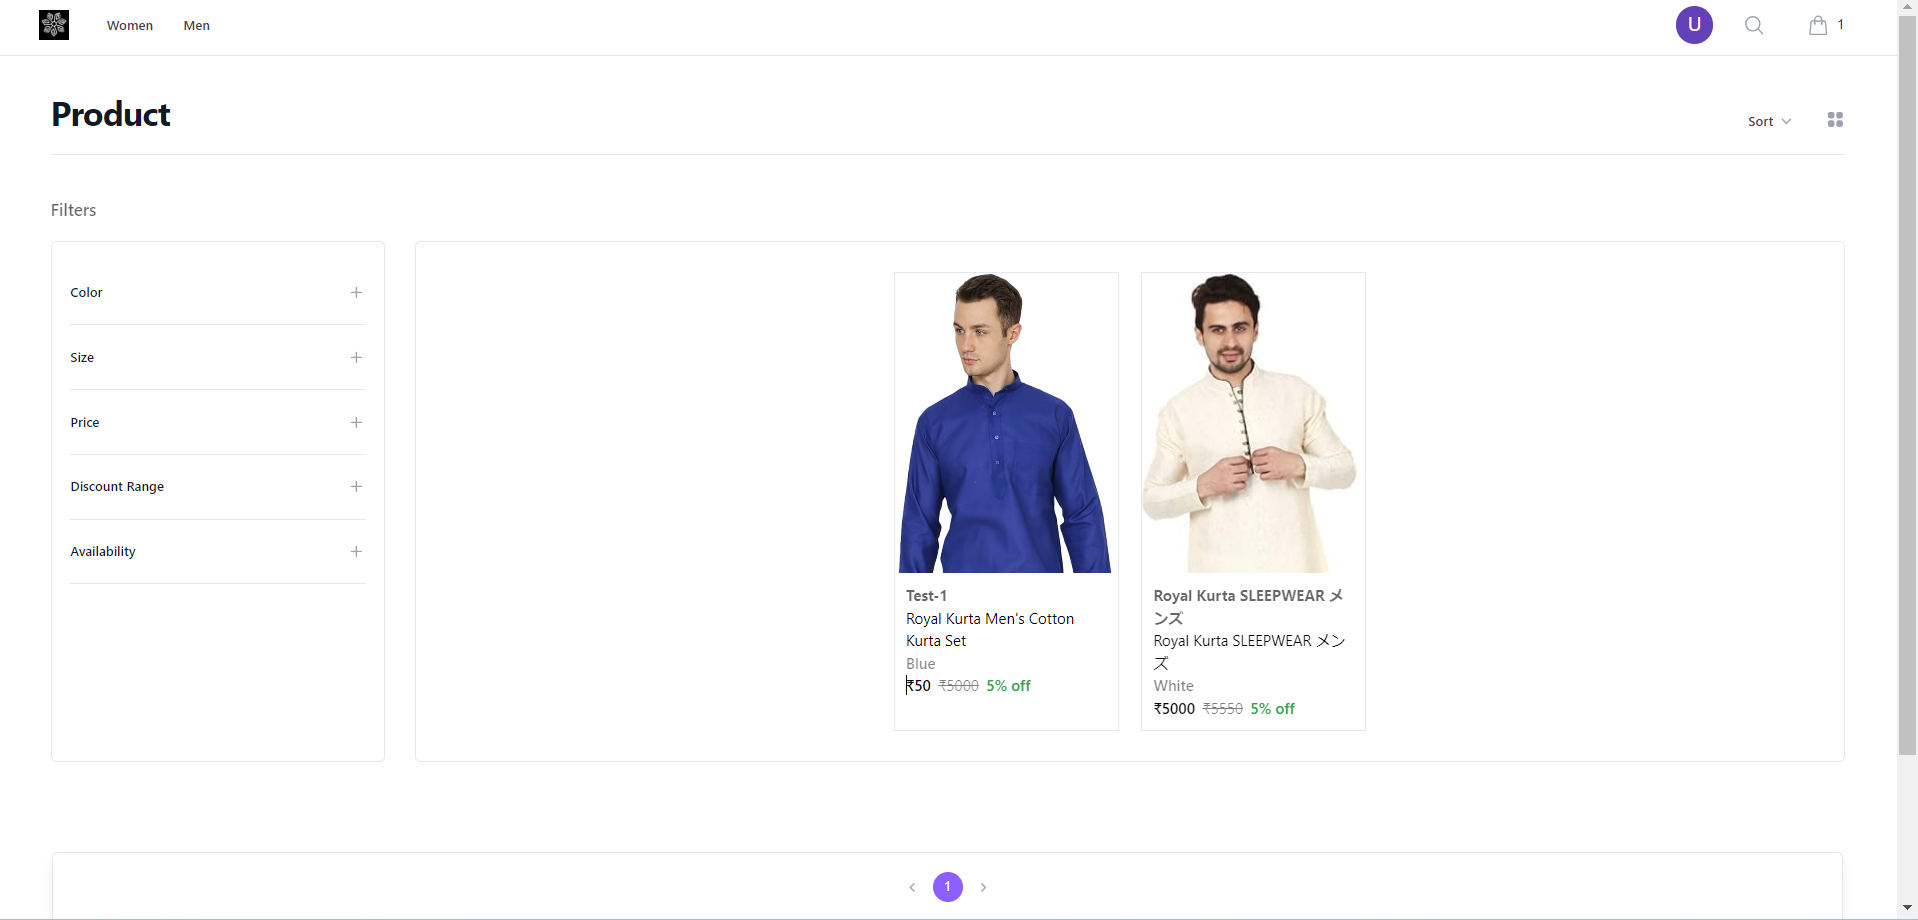 Women Men U 1
Product
Sort
Filters
Color
Size
Price
Discount Range
Availability
Test-1
Royal Kurta Men's Cotton
Kurta Set
Blue
₹50 ₹5000 5% off
Royal Kurta SLEEPWEAR メ
ンズ
Royal Kurta SLEEPWEAR メン
ズ
White
₹5000 ₹5550 5% off
1